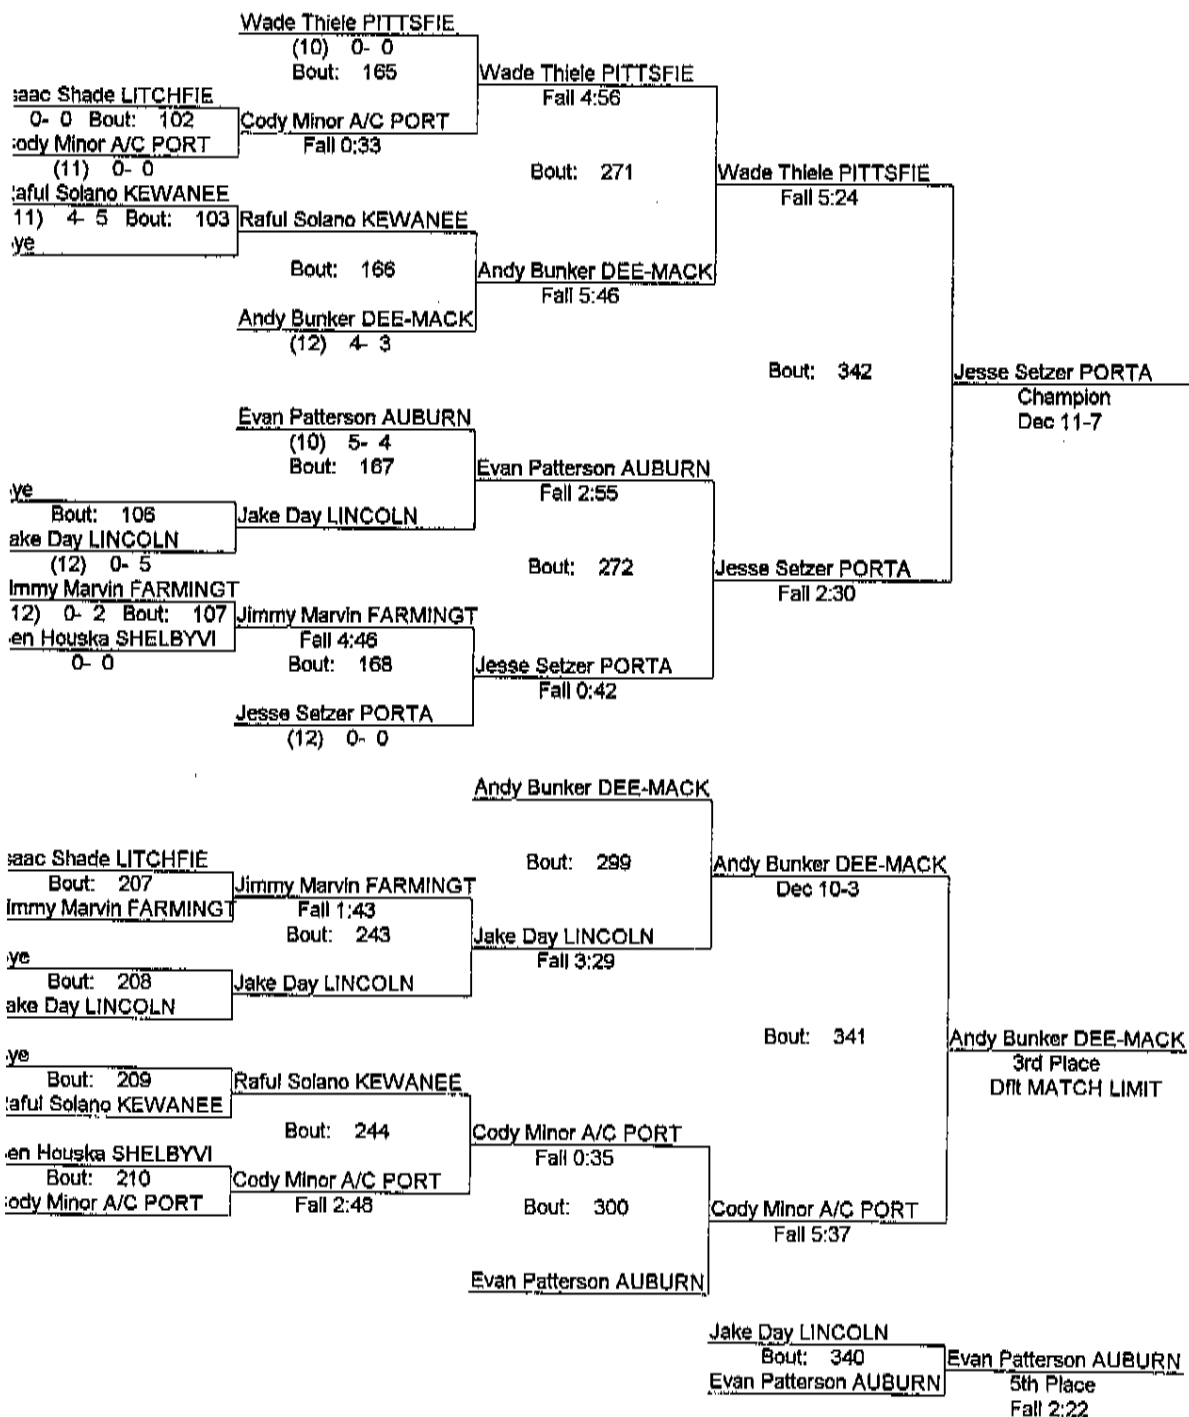 Wade Thiele PITTSFIE
(10) 0- 0
Bout: 165
Wade Thiele PITTSFIE
Fall 4:56
saac Shade LITCHFIE
0- 0 Bout: 102
Cody Minor A/C PORT
Fall 0:33
ody Minor A/C PORT
(11) 0- 0
Bout: 271
Wade Thiele PITTSFIE
Fall 5:24
aful Solano KEWANEE
11) 4- 5 Bout: 103
Raful Solano KEWANEE
ye
Bout: 166
Andy Bunker DEE-MACK
Fall 5:46
Andy Bunker DEE-MACK
(12) 4- 3
Bout: 342
Jesse Setzer PORTA
Champion
Dec 11-7
Evan Patterson AUBURN
(10) 5- 4
Bout: 167
Evan Patterson AUBURN
Fall 2:55
ye
Bout: 106
Jake Day LINCOLN
ake Day LINCOLN
(12) 0- 5
Bout: 272
Jesse Setzer PORTA
Fall 2:30
immy Marvin FARMINGT
12) 0- 2 Bout: 107
Jimmy Marvin FARMINGT
Fall 4:46
en Houska SHELBYVI
0- 0
Bout: 168
Jesse Setzer PORTA
Fall 0:42
Jesse Setzer PORTA
(12) 0- 0
Andy Bunker DEE-MACK
Bout: 299
Andy Bunker DEE-MACK
Dec 10-3
saac Shade LITCHFIE
Bout: 207
Jimmy Marvin FARMINGT
Fall 1:43
immy Marvin FARMINGT
Bout: 243
Jake Day LINCOLN
Fall 3:29
ye
Bout: 208
Jake Day LINCOLN
ake Day LINCOLN
Bout: 341
Andy Bunker DEE-MACK
3rd Place
Dflt MATCH LIMIT
ye
Bout: 209
Raful Solano KEWANEE
aful Solano KEWANEE
Bout: 244
Cody Minor A/C PORT
Fall 0:35
en Houska SHELBYVI
Bout: 210
Cody Minor A/C PORT
Fall 2:48
ody Minor A/C PORT
Bout: 300
Cody Minor A/C PORT
Fall 5:37
Evan Patterson AUBURN
Jake Day LINCOLN
Bout: 340
Evan Patterson AUBURN
Evan Patterson AUBURN
5th Place
Fall 2:22